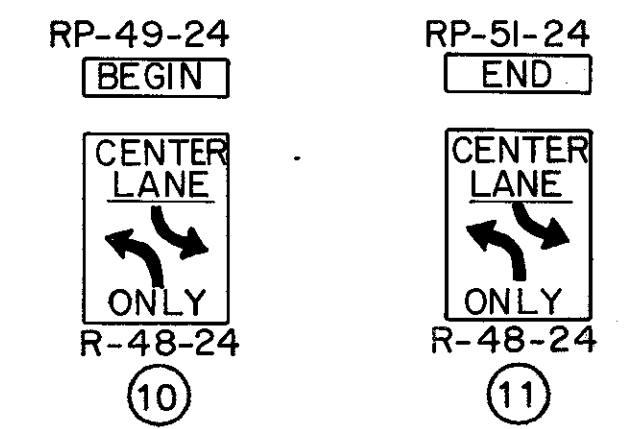 RP-49-24
BEGIN
CENTER
LANE
ONLY
R-48-24
10
RP-51-24
END
CENTER
LANE
ONLY
R-48-24
11